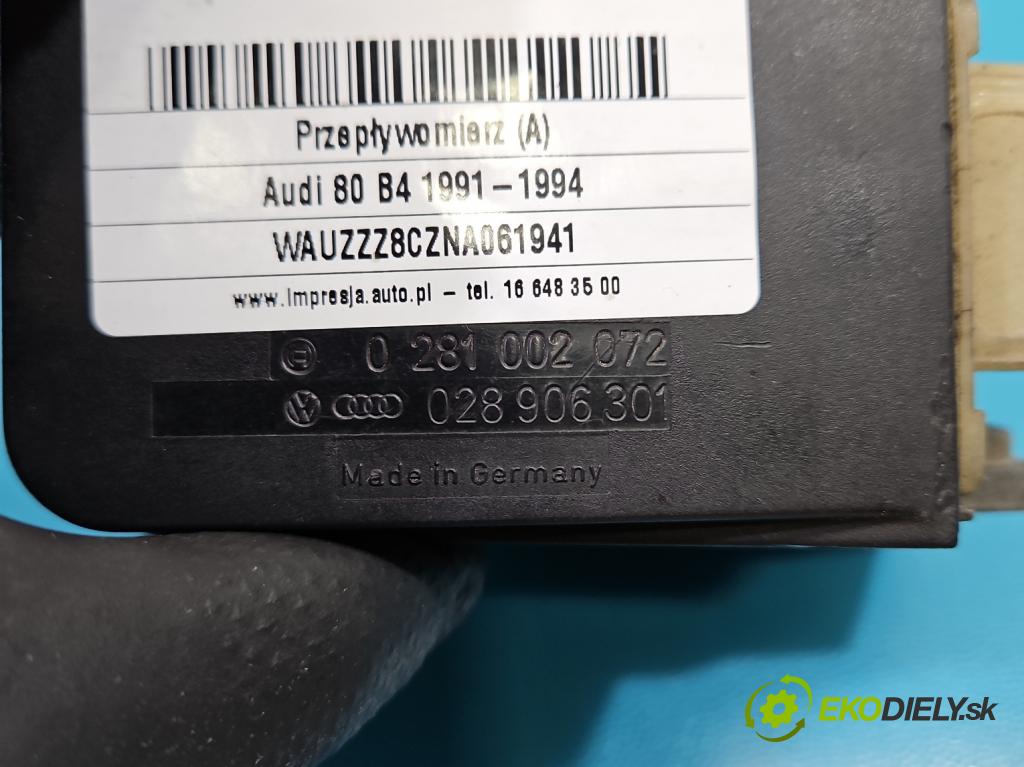 Przepływomierz (A)
Audi 80 B4 1991-1994
WAUZZZ8CZNA061941
www.impresja.auto.pl - tel. 16 648 35 00
0 281 002 072
028 906 301
Made in Germany
EKODIELY.sk